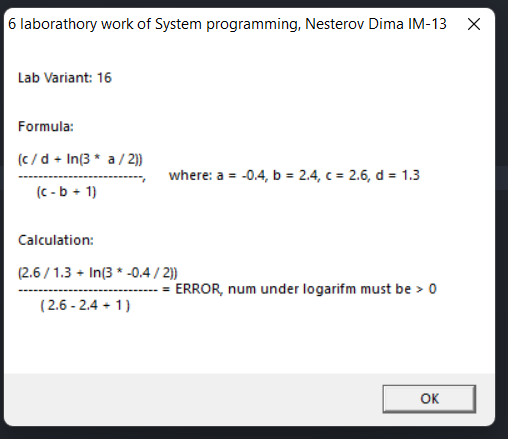 6 laborathory work of System programming, Nesterov Dima IM-13
Lab Variant: 16
Formula:
(c / d + ln(3 * a / 2))
-------------------------, where: a = -0.4, b = 2.4, c = 2.6, d = 1.3
(c - b + 1)
Calculation:
(2.6 / 1.3 + ln(3 * -0.4 / 2))
---------------------------- = ERROR, num under logarifm must be > 0
( 2.6 - 2.4 + 1 )
OK